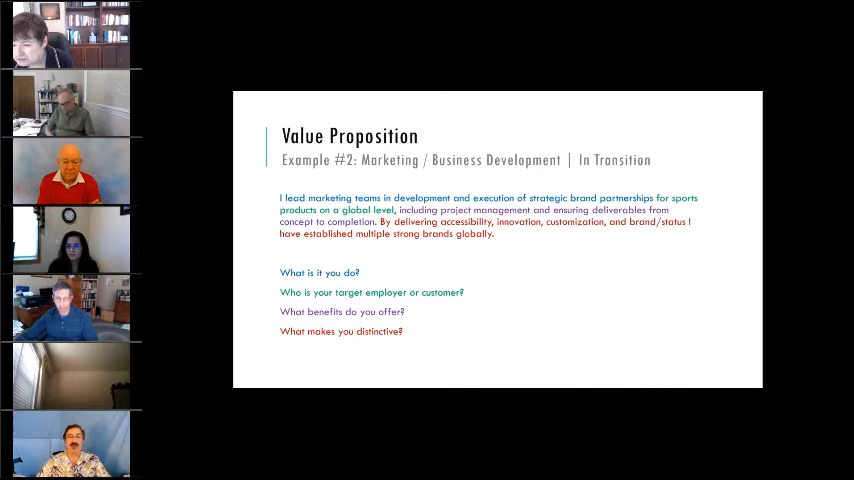 Value Proposition
Example #2: Marketing / Business Development | In Transition
I lead marketing teams in development and execution of strategic brand partnerships for sports
products on a global level, including project management and ensuring deliverables from
concept to completion. By delivering accessibility, innovation, customization, and brand/status I
have established multiple strong brands globally.
What is it you do?
Who is your target employer or customer?
What benefits do you offer?
What makes you distinctive?